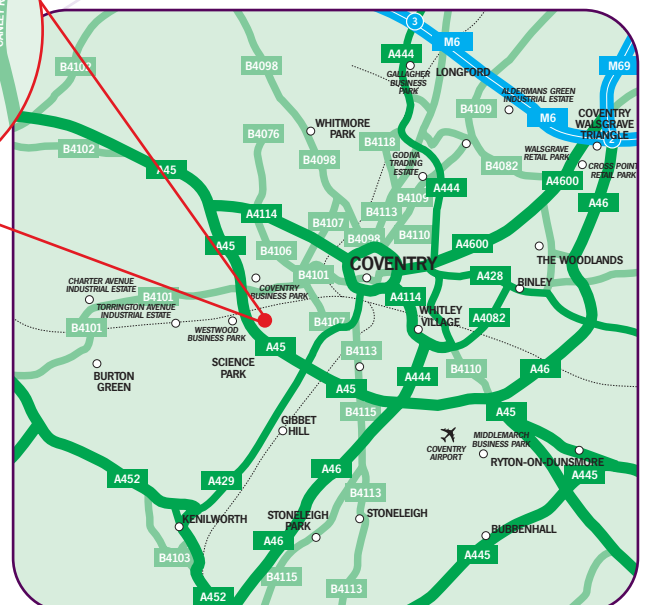 3
M6
A444
GALLAGHER
BUSINESS
PARK
LONGFORD
M69
B4098
ALDERMANS GREEN
INDUSTRIAL ESTATE
B4109
M6
COVENTRY
WALSGRAVE
TRIANGLE
2
WHITMORE
PARK
B4076
B4118
B4102
B4098
GODIVA
TRADING
ESTATE
WALSGRAVE
RETAIL PARK
B4082
CROSS POINT
RETAIL PARK
A45
A444
A4600
B4109
A46
A4114
B4113
B4107
B4110
B4098
A45
B4106
A4600
THE WOODLANDS
COVENTRY
B4101
A428
BINLEY
CHARTER AVENUE
INDUSTRIAL ESTATE
COVENTRY
BUSINESS PARK
B4101
A4114
TORRINGTON AVENUE
INDUSTRIAL ESTATE
WHITLEY
VILLAGE
A4082
B4107
B4101
WESTWOOD
BUSINESS PARK
A45
B4113
SCIENCE
PARK
BURTON
GREEN
A444
B4110
A46
A45
B4115
A45
GIBBET
HILL
COVENTRY
AIRPORT
MIDDLEMARCH
BUSINESS PARK
RYTON-ON-DUNSMORE
A46
A445
A452
A429
B4113
KENILWORTH
STONELEIGH
PARK
STONELEIGH
BUBBENHALL
A46
B4103
A445
B4115
B4113
A452